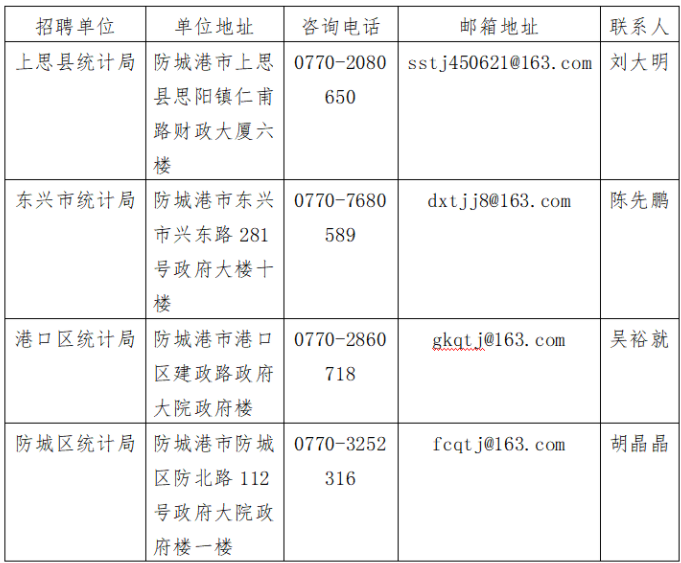 招聘单位 单位地址 咨询电话 邮箱地址 联系人
上思县统计局 防城港市上思 0770-2080 sstj450621@163.com 刘大明
县思阳镇仁甫 650
路财政大厦六
楼
东兴市统计局 防城港市东兴 0770-7680 dxtjj8@163.com 陈先鹏
市兴东路 281 589
号政府大楼十
楼
港口区统计局 防城港市港口 0770-2860 gkqtj@163.com 吴裕就
区建政路政府 718
大院政府楼
防城区统计局 防城港市防城 0770-3252 fcqtj@163.com 胡晶晶
区防北路 112 316
号政府大院政
府楼一楼